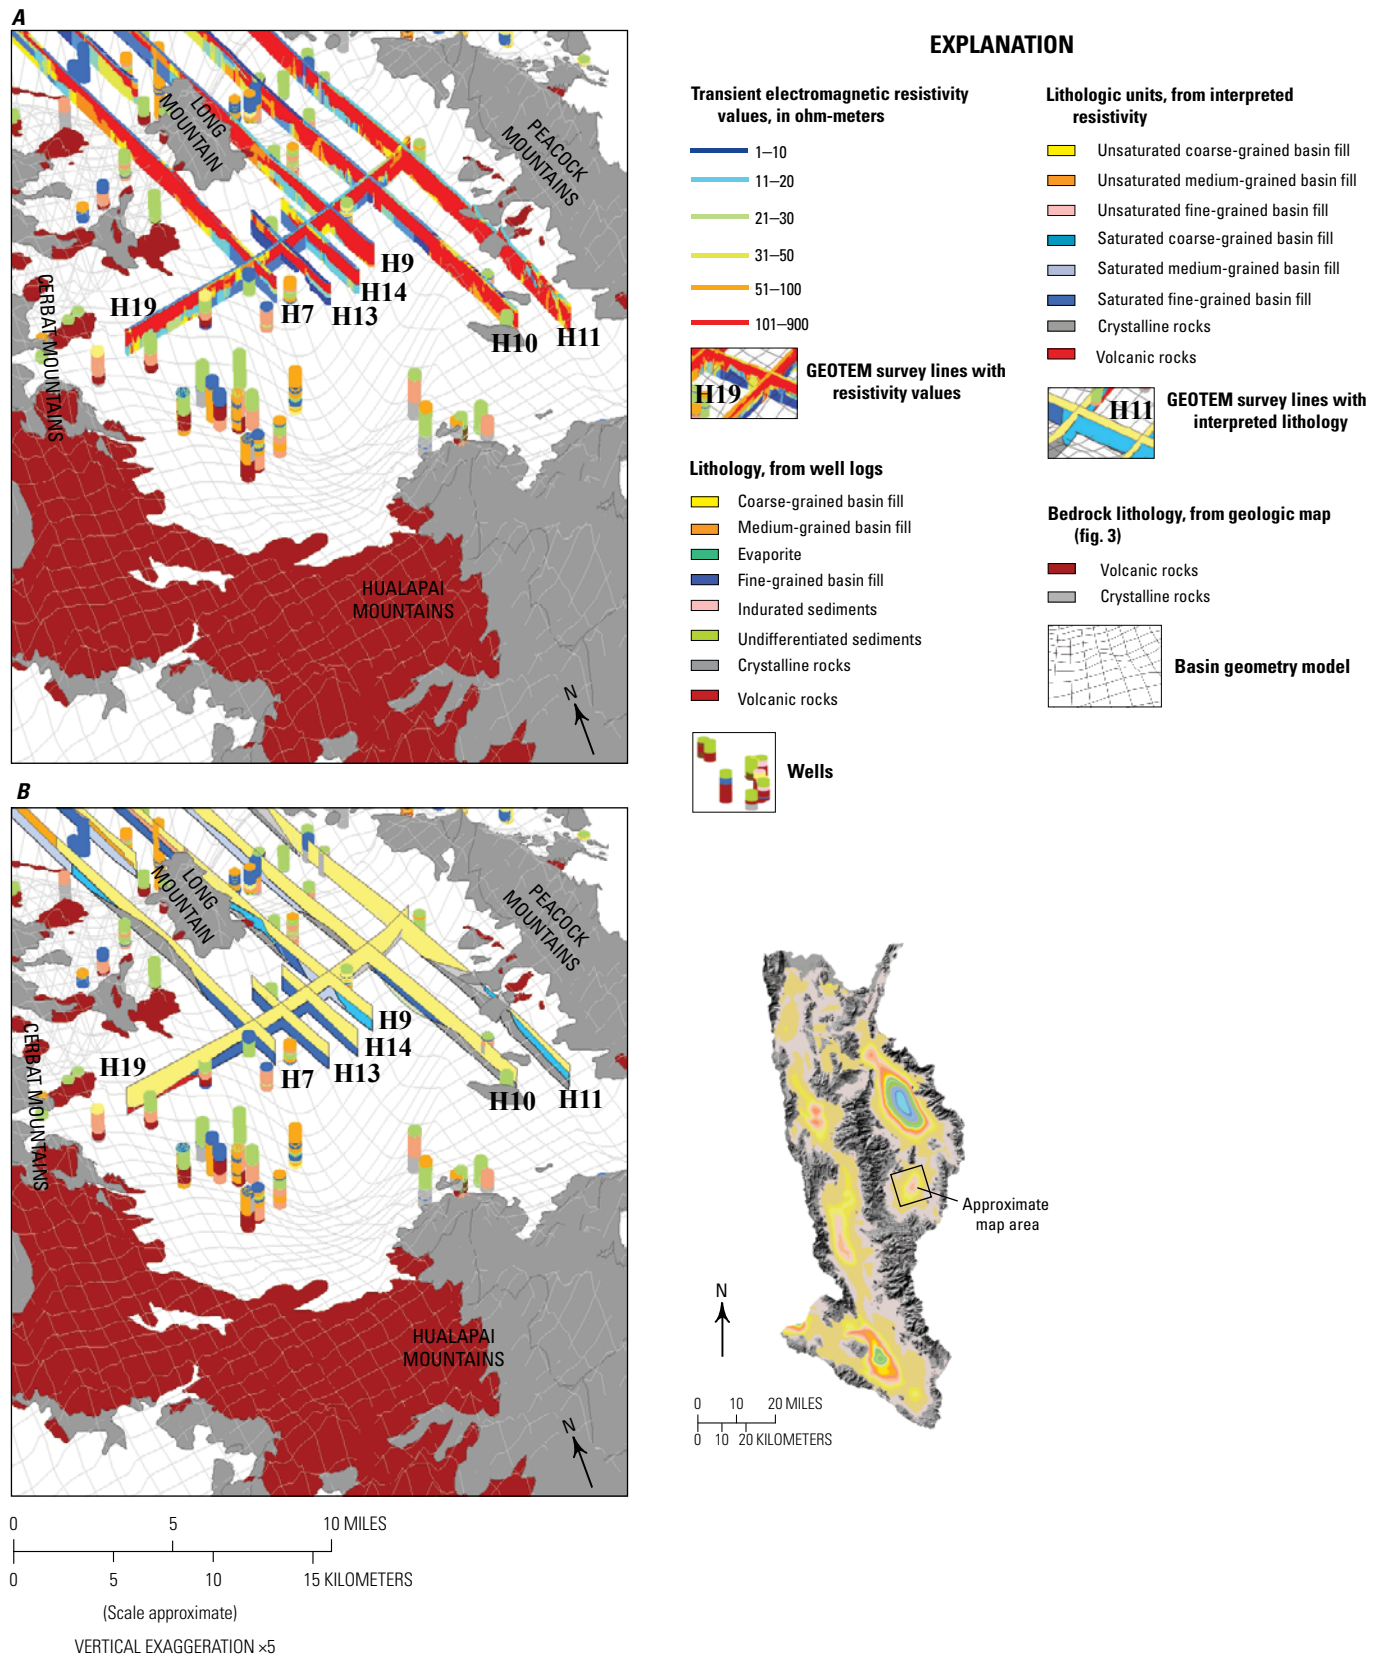 A
LONG
MOUNTAIN
PEACOCK
MOUNTAINS
CERBAT MOUNTAINS
H19
H7
H13
H14
H9
H10
H11
HUALAPAI
MOUNTAINS
N
B
LONG
MOUNTAIN
PEACOCK
MOUNTAINS
CERBAT MOUNTAINS
H19
H7
H13
H14
H9
H10
H11
HUALAPAI
MOUNTAINS
N
0 5 10 MILES
0 5 10 15 KILOMETERS
(Scale approximate)
VERTICAL EXAGGERATION ×5
EXPLANATION
Transient electromagnetic resistivity
values, in ohm-meters
1–10
11–20
21–30
31–50
51–100
101–900
H19
GEOTEM survey lines with
resistivity values
Lithology, from well logs
Coarse-grained basin fill
Medium-grained basin fill
Evaporite
Fine-grained basin fill
Indurated sediments
Undifferentiated sediments
Crystalline rocks
Volcanic rocks
Wells
Lithologic units, from interpreted
resistivity
Unsaturated coarse-grained basin fill
Unsaturated medium-grained basin fill
Unsaturated fine-grained basin fill
Saturated coarse-grained basin fill
Saturated medium-grained basin fill
Saturated fine-grained basin fill
Crystalline rocks
Volcanic rocks
H11
GEOTEM survey lines with
interpreted lithology
Bedrock lithology, from geologic map
(fig. 3)
Volcanic rocks
Crystalline rocks
Basin geometry model
Approximate
map area
N
0 10 20 MILES
0 10 20 KILOMETERS